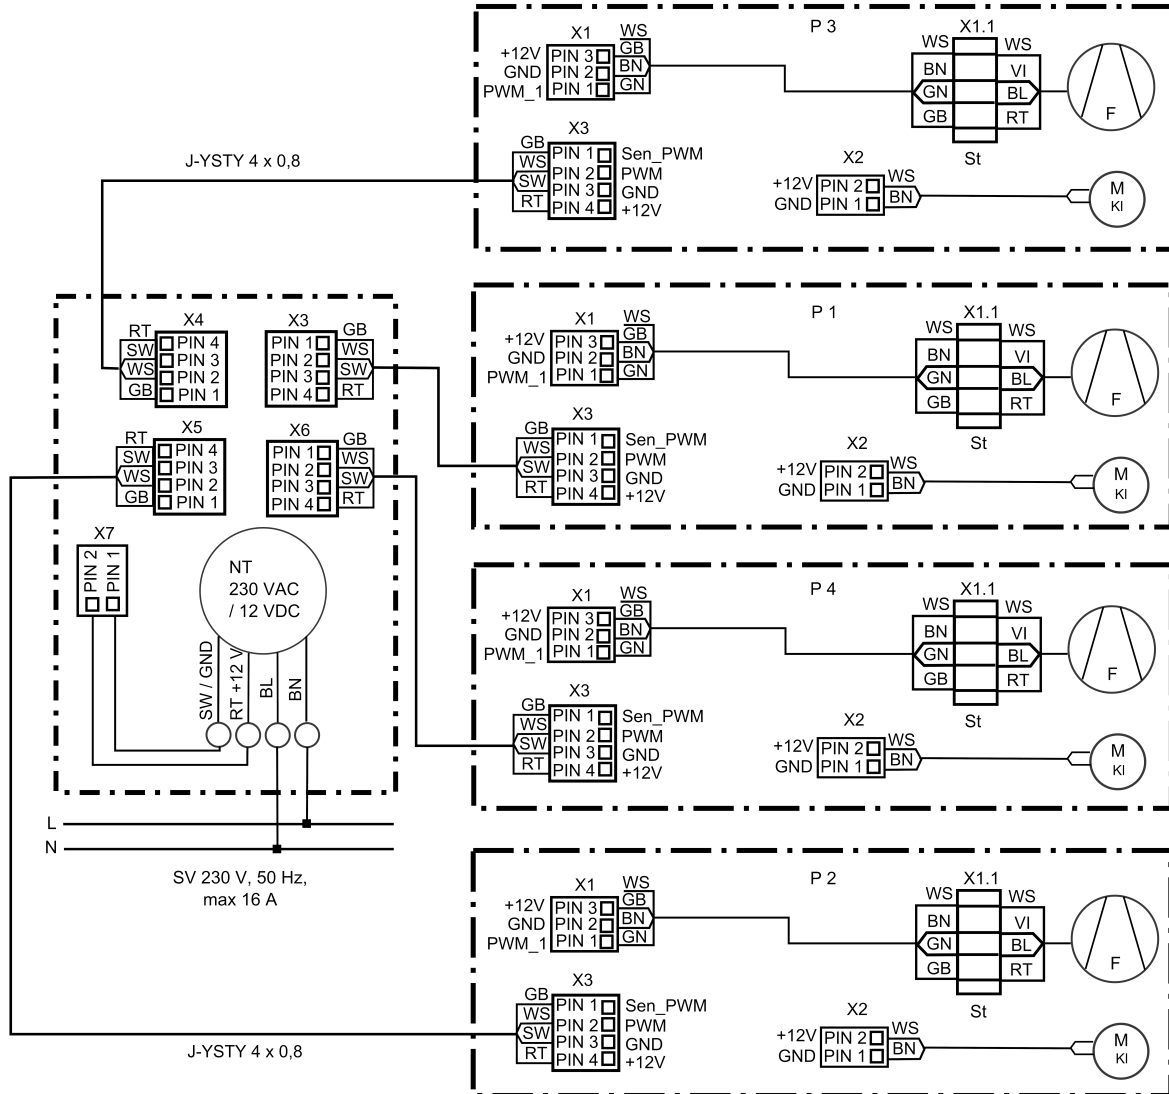 P 3
X1
WS
+12V PIN 3 GB
GND PIN 2 BN
PWM_1 PIN 1 GN
X1.1
WS WS
BN VI
GN BL
GB RT
St
F
X3
GB PIN 1 Sen_PWM
WS PIN 2 PWM
SW PIN 3 GND
RT PIN 4 +12V
X2
+12V PIN 2 WS
GND PIN 1 BN
M
KI
J-YSTY 4 x 0,8
X4
RT PIN 4
SW PIN 3
WS PIN 2
GB PIN 1
X3
PIN 1 GB
PIN 2 WS
PIN 3 SW
PIN 4 RT
X5
RT PIN 4
SW PIN 3
WS PIN 2
GB PIN 1
X6
PIN 1 GB
PIN 2 WS
PIN 3 SW
PIN 4 RT
X7
PIN 2
PIN 1
NT
230 VAC
/ 12 VDC
SW / GND
RT +12 V
BL
BN
L
N
SV 230 V, 50 Hz,
max 16 A
P 1
X1
WS
+12V PIN 3 GB
GND PIN 2 BN
PWM_1 PIN 1 GN
X1.1
WS WS
BN VI
GN BL
GB RT
St
F
X3
GB PIN 1 Sen_PWM
WS PIN 2 PWM
SW PIN 3 GND
RT PIN 4 +12V
X2
+12V PIN 2 WS
GND PIN 1 BN
M
KI
P 4
X1
WS
+12V PIN 3 GB
GND PIN 2 BN
PWM_1 PIN 1 GN
X1.1
WS WS
BN VI
GN BL
GB RT
St
F
X3
GB PIN 1 Sen_PWM
WS PIN 2 PWM
SW PIN 3 GND
RT PIN 4 +12V
X2
+12V PIN 2 WS
GND PIN 1 BN
M
KI
P 2
X1
WS
+12V PIN 3 GB
GND PIN 2 BN
PWM_1 PIN 1 GN
X1.1
WS WS
BN VI
GN BL
GB RT
St
F
X3
GB PIN 1 Sen_PWM
WS PIN 2 PWM
SW PIN 3 GND
RT PIN 4 +12V
X2
+12V PIN 2 WS
GND PIN 1 BN
M
KI
J-YSTY 4 x 0,8